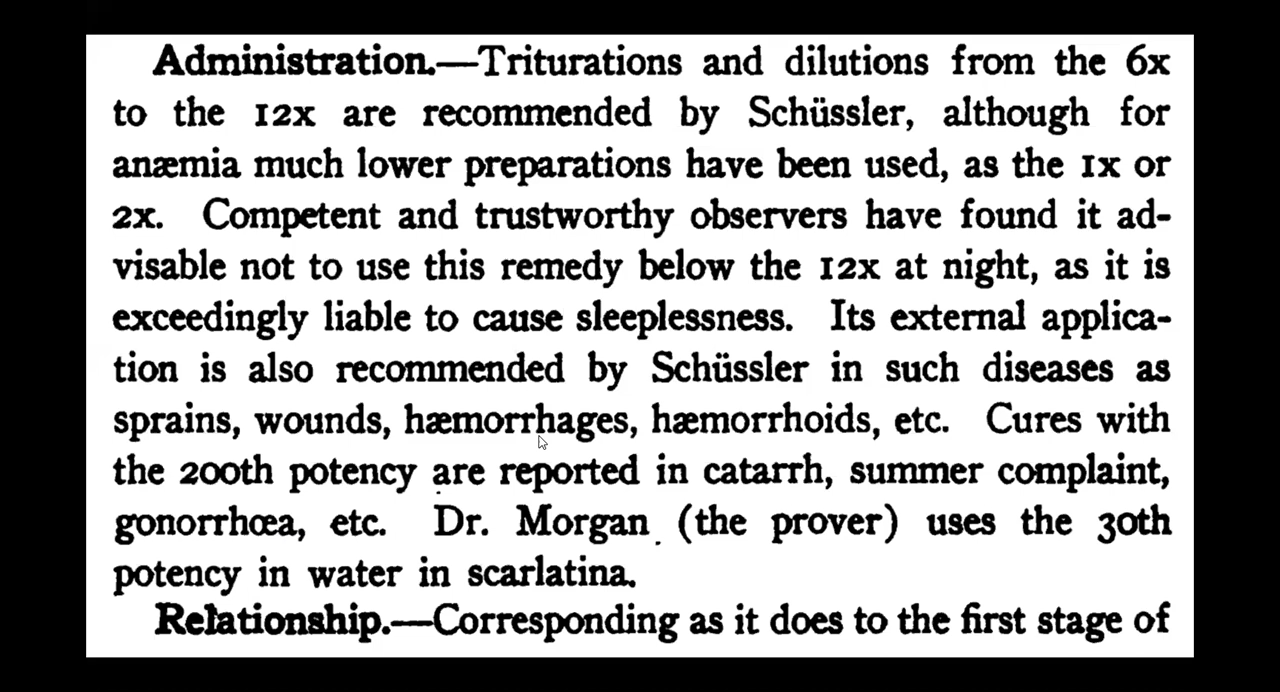 Administration.—Triturations and dilutions from the 6x
to the 12x are recommended by Schüssler, although for
anæmia much lower preparations have been used, as the 1x or
2x. Competent and trustworthy observers have found it ad-
visable not to use this remedy below the 12x at night, as it is
exceedingly liable to cause sleeplessness. Its external applica-
tion is also recommended by Schüssler in such diseases as
sprains, wounds, hæmorrhages, hæmorrhoids, etc. Cures with
the 200th potency are reported in catarrh, summer complaint,
gonorrhœa, etc. Dr. Morgan (the prover) uses the 30th
potency in water in scarlatina.
Relationship.—Corresponding as it does to the first stage of